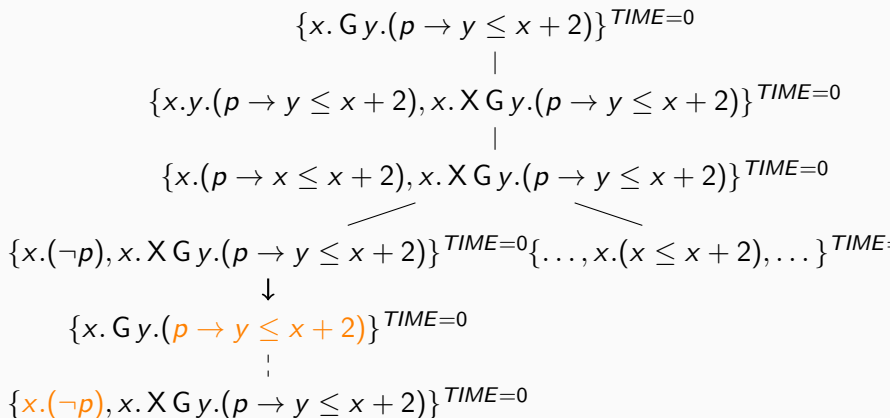 {x. G y.(p → y ≤ x + 2)}^{TIME=0}
{x.y.(p → y ≤ x + 2), x. X G y.(p → y ≤ x + 2)}^{TIME=0}
{x.(p → x ≤ x + 2), x. X G y.(p → y ≤ x + 2)}^{TIME=0}
{x.(¬p), x. X G y.(p → y ≤ x + 2)}^{TIME=0} {..., x.(x ≤ x + 2), ...}^{TIME=
{x. G y.(p → y ≤ x + 2)}^{TIME=0}
{x.(¬p), x. X G y.(p → y ≤ x + 2)}^{TIME=0}